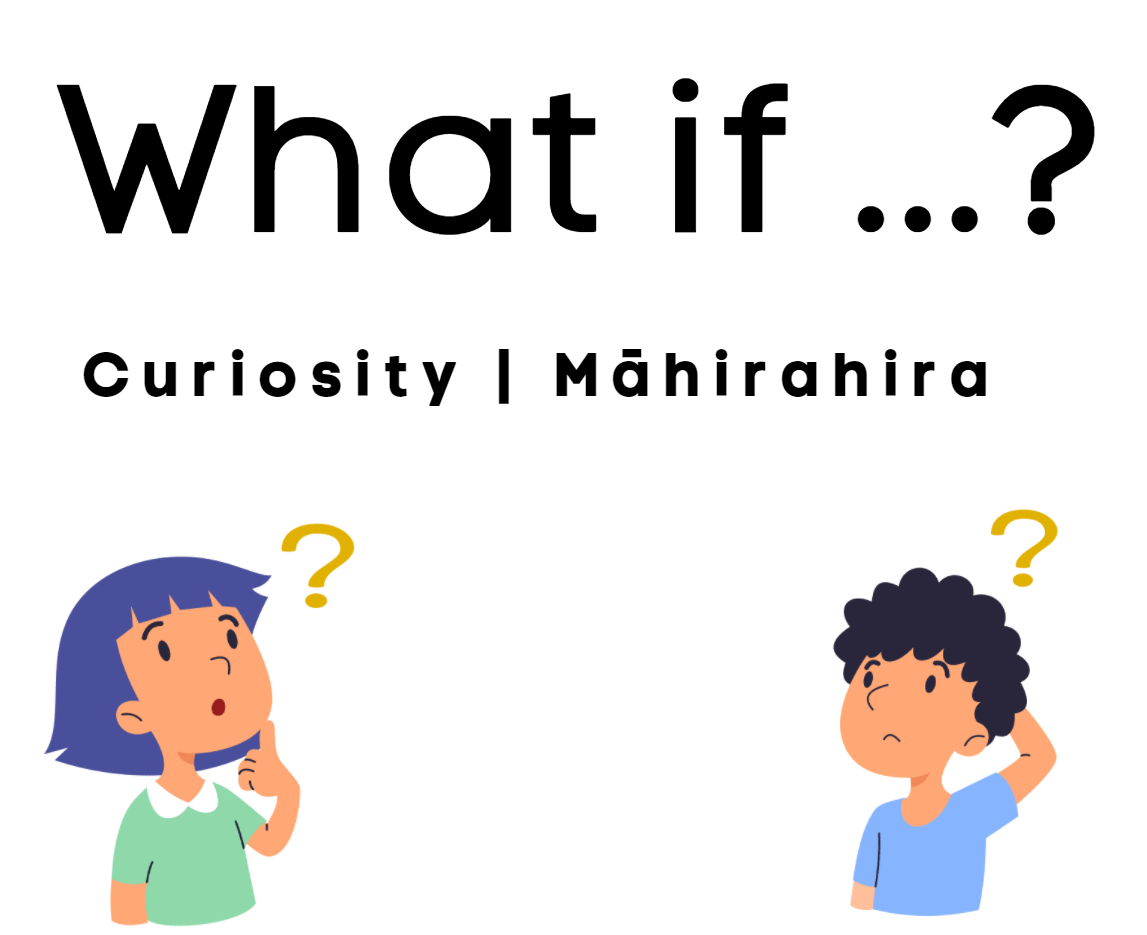 What if ...?
Curiosity | Māhirahira
? ?